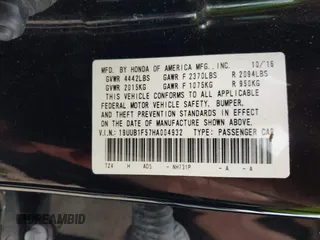 MFD. BY HONDA OF AMERICA MFG., INC. 10/16
GVWR 4442LBS GAWR F 2370LBS R 2094LBS
GVWR 2015KG GAWR F 1075KG R 950KG
THIS VEHICLE CONFORMS TO ALL APPLICABLE
FEDERAL MOTOR VEHICLE SAFETY, BUMPER,
AND THEFT PREVENTION STANDARDS IN EFFECT
ON THE DATE OF MANUFACTURE SHOWN ABOVE.
V.I.N.: 19UUB1F57HA004932 TYPE: PASSENGER CAR
TZ4 H AD5 - NH731P - A - A
DREAMBID